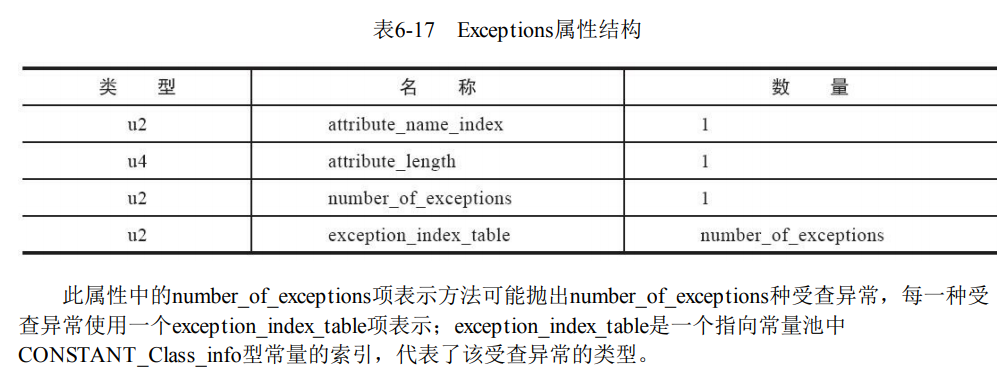 表6-17 Exceptions属性结构
类 型 名 称 数 量
u2 attribute_name_index 1
u4 attribute_length 1
u2 number_of_exceptions 1
u2 exception_index_table number_of_exceptions
此属性中的number_of_exceptions项表示方法可能抛出number_of_exceptions种受查异常，每一种受
查异常使用一个exception_index_table项表示；exception_index_table是一个指向常量池中
CONSTANT_Class_info型常量的索引，代表了该受查异常的类型。